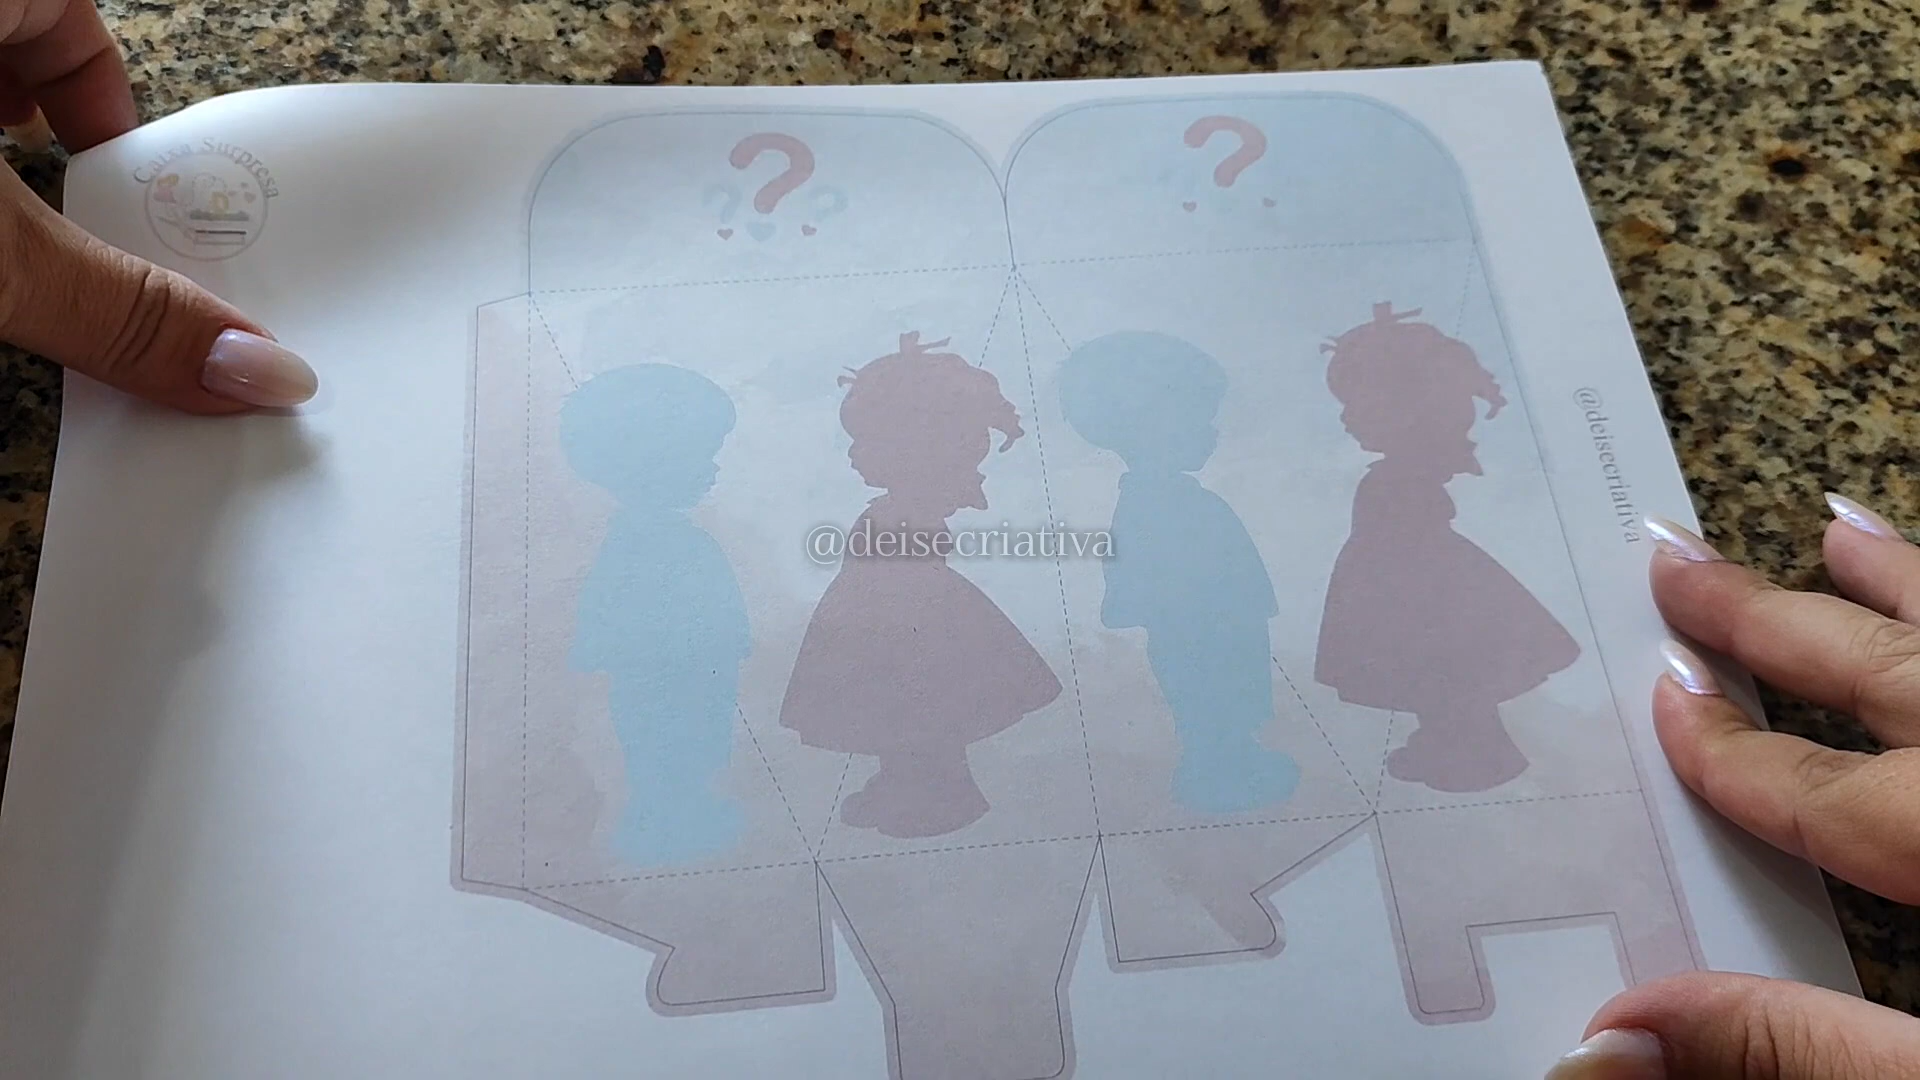 Caixa Surpresa
? ? ?
?
@deisecriativa
@deisecriativa